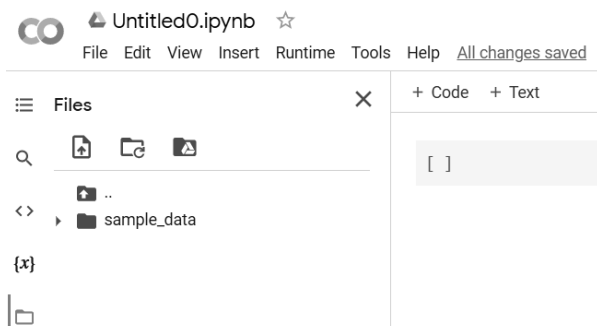 Untitled0.ipynb
File Edit View Insert Runtime Tools Help All changes saved
Files
+ Code + Text
[ ]
..
sample_data
<>
{x}